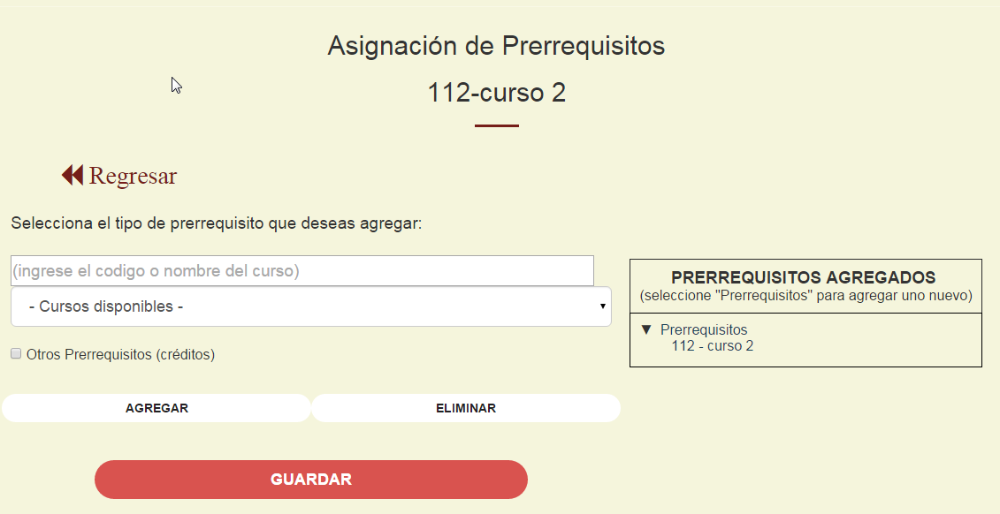 Asignación de Prerrequisitos
112-curso 2
Regresar
Selecciona el tipo de prerrequisito que deseas agregar:
(ingrese el codigo o nombre del curso)
- Cursos disponibles -
Otros Prerrequisitos (créditos)
AGREGAR
ELIMINAR
GUARDAR
PRERREQUISITOS AGREGADOS
(seleccione "Prerrequisitos" para agregar uno nuevo)
▼ Prerrequisitos
112 - curso 2